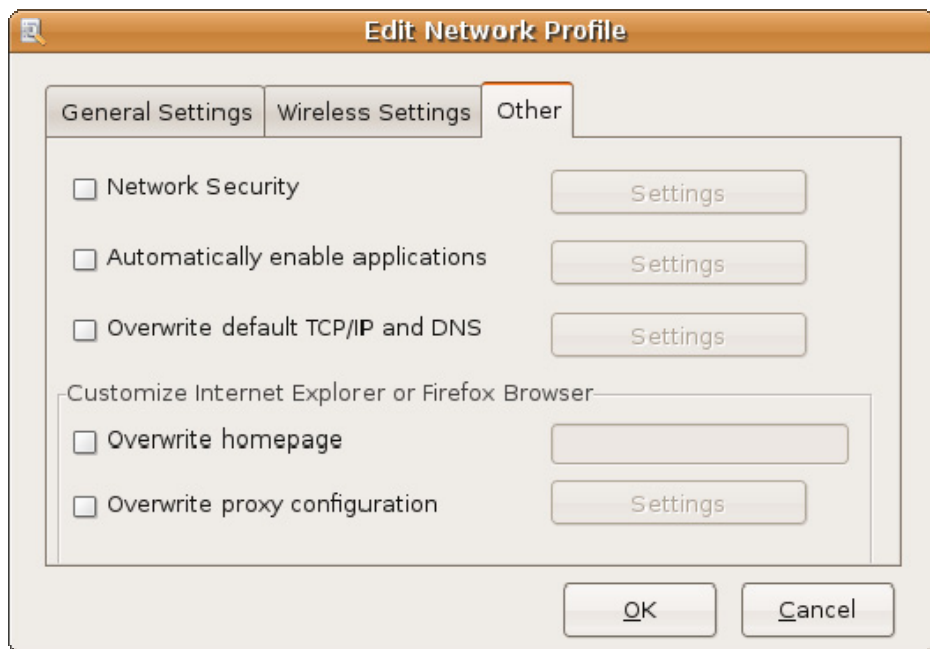 Edit Network Profile
General Settings Wireless Settings Other
Network Security Settings
Automatically enable applications Settings
Overwrite default TCP/IP and DNS Settings
Customize Internet Explorer or Firefox Browser
Overwrite homepage
Overwrite proxy configuration Settings
OK Cancel